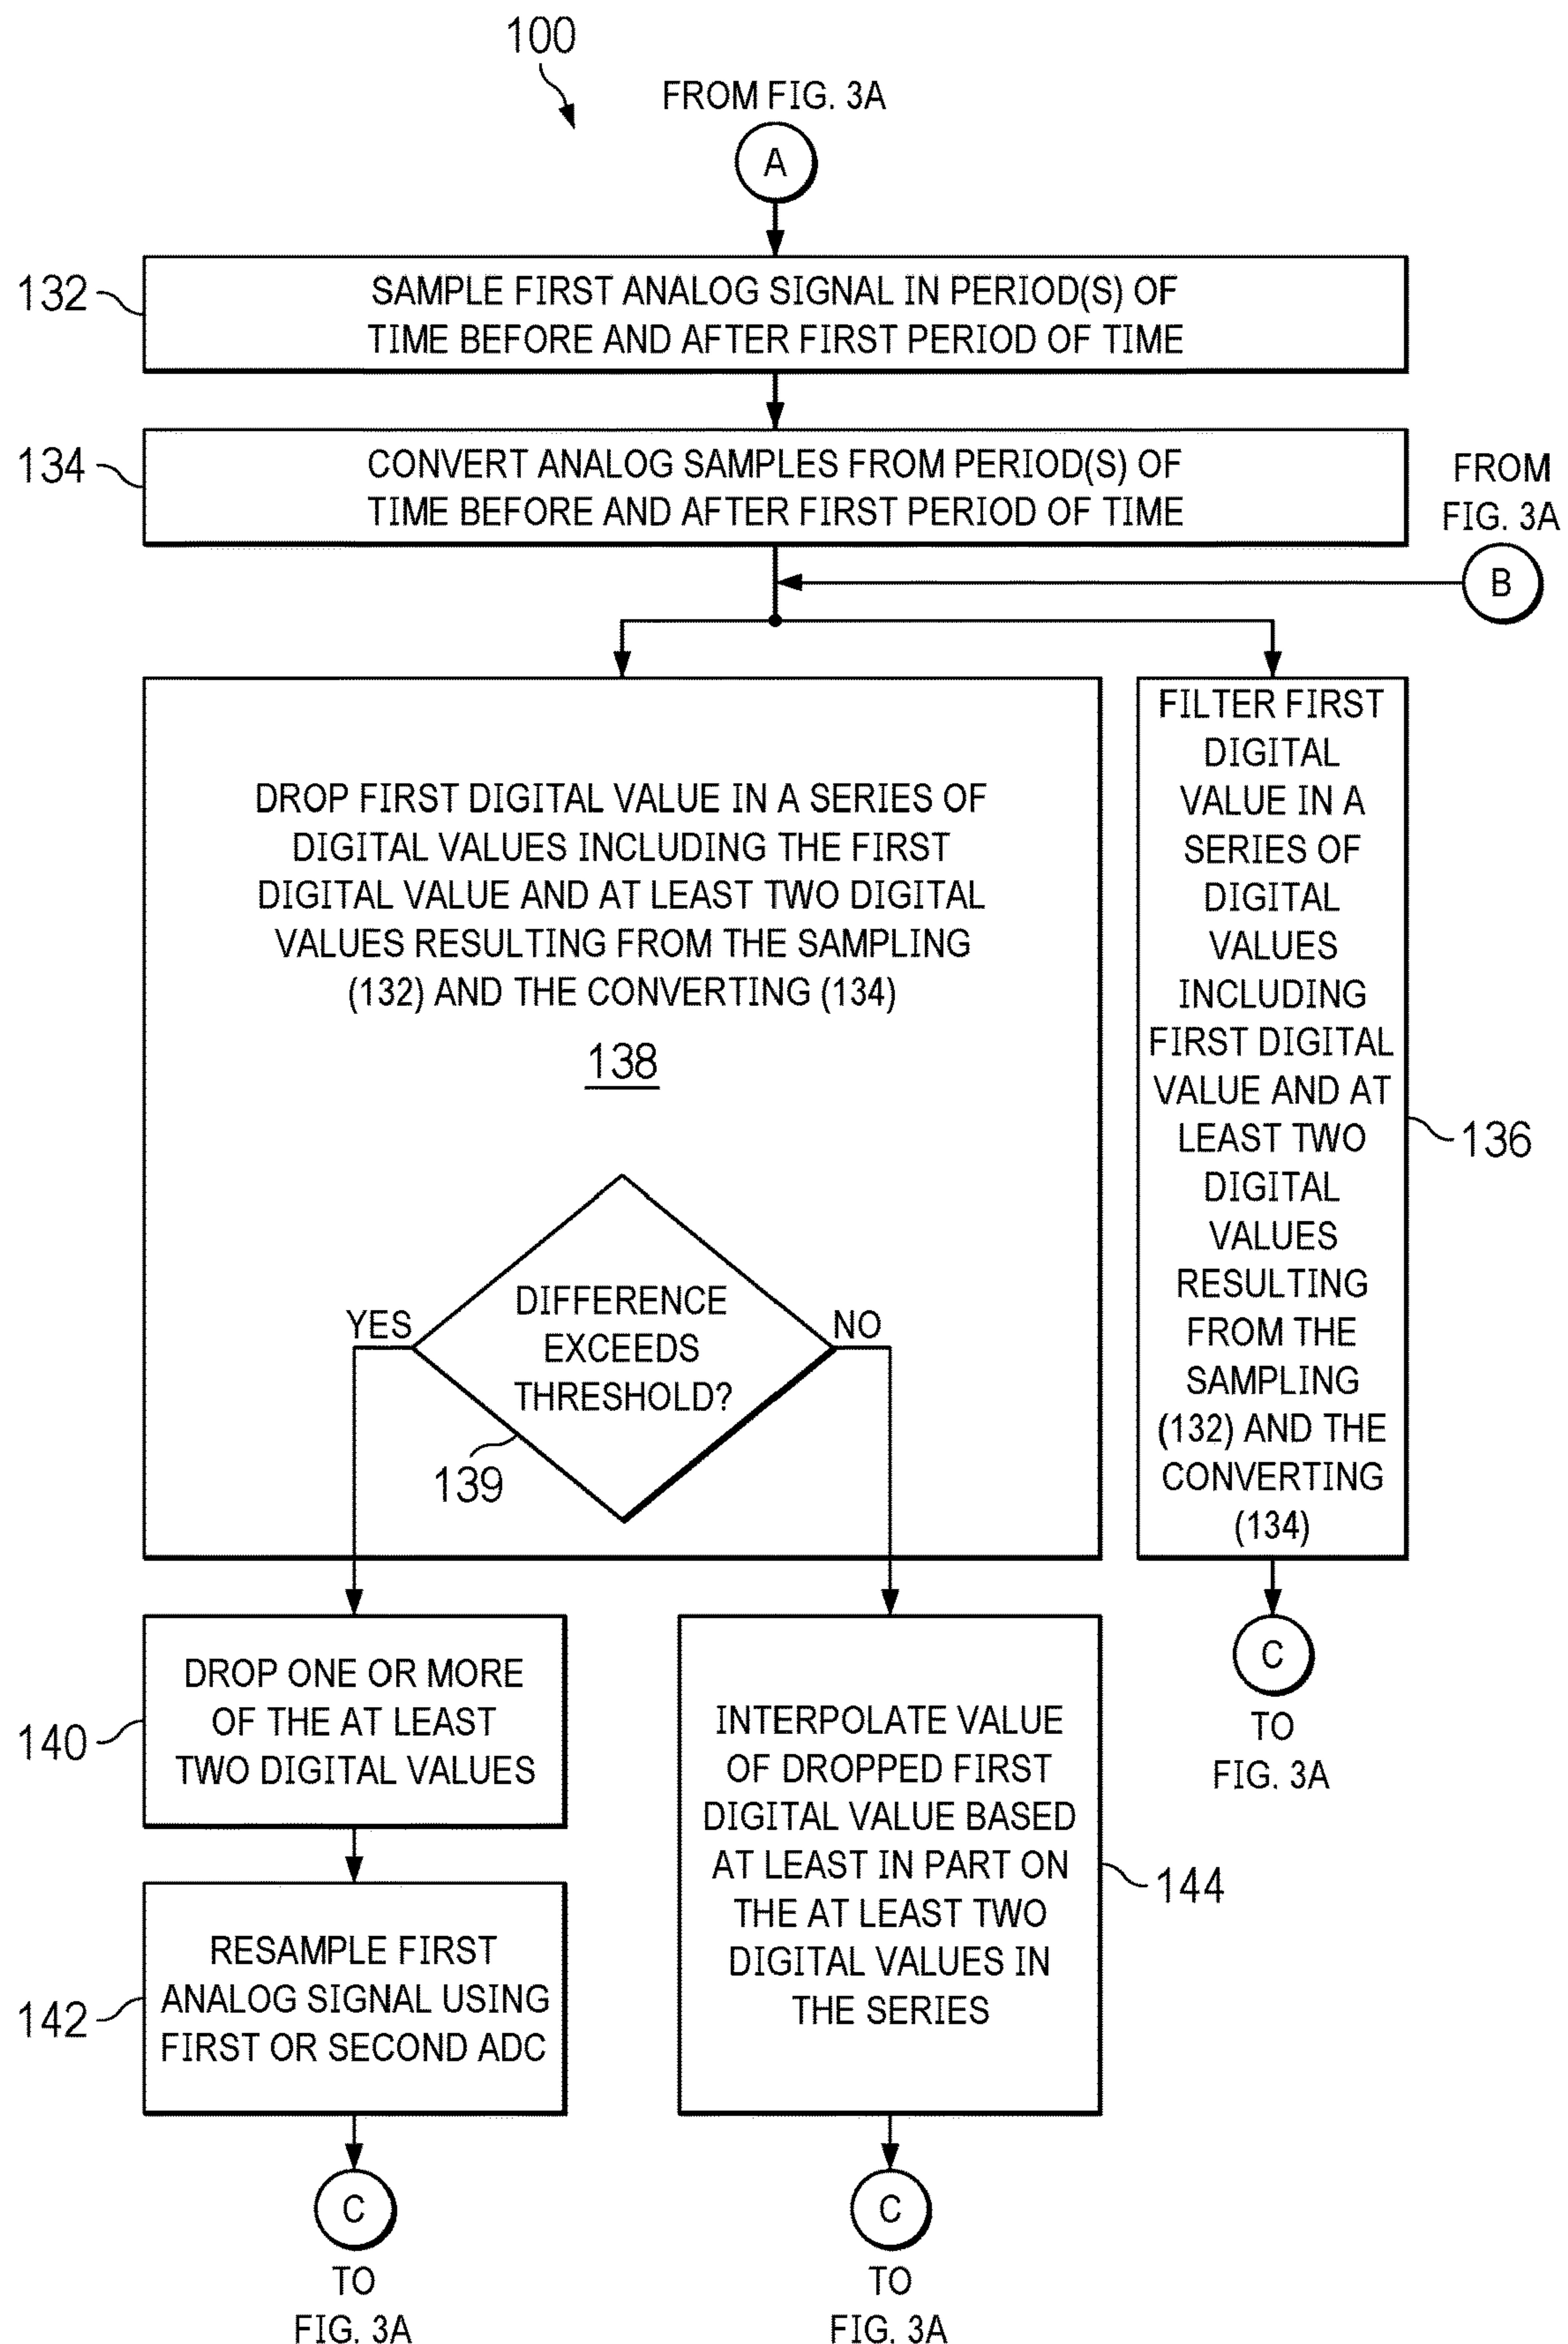 100
FROM FIG. 3A
A
132
SAMPLE FIRST ANALOG SIGNAL IN PERIOD(S) OF
TIME BEFORE AND AFTER FIRST PERIOD OF TIME
134
CONVERT ANALOG SAMPLES FROM PERIOD(S) OF
TIME BEFORE AND AFTER FIRST PERIOD OF TIME
FROM
FIG. 3A
B
DROP FIRST DIGITAL VALUE IN A SERIES OF
DIGITAL VALUES INCLUDING THE FIRST
DIGITAL VALUE AND AT LEAST TWO DIGITAL
VALUES RESULTING FROM THE SAMPLING
(132) AND THE CONVERTING (134)
138
YES
DIFFERENCE
EXCEEDS
THRESHOLD?
NO
139
FILTER FIRST
DIGITAL
VALUE IN A
SERIES OF
DIGITAL
VALUES
INCLUDING
FIRST DIGITAL
VALUE AND AT
LEAST TWO
DIGITAL
VALUES
RESULTING
FROM THE
SAMPLING
(132) AND THE
CONVERTING
(134)
136
C
TO
FIG. 3A
140
DROP ONE OR MORE
OF THE AT LEAST
TWO DIGITAL VALUES
142
RESAMPLE FIRST
ANALOG SIGNAL USING
FIRST OR SECOND ADC
C
TO
FIG. 3A
INTERPOLATE VALUE
OF DROPPED FIRST
DIGITAL VALUE BASED
AT LEAST IN PART ON
THE AT LEAST TWO
DIGITAL VALUES IN
THE SERIES
144
C
TO
FIG. 3A